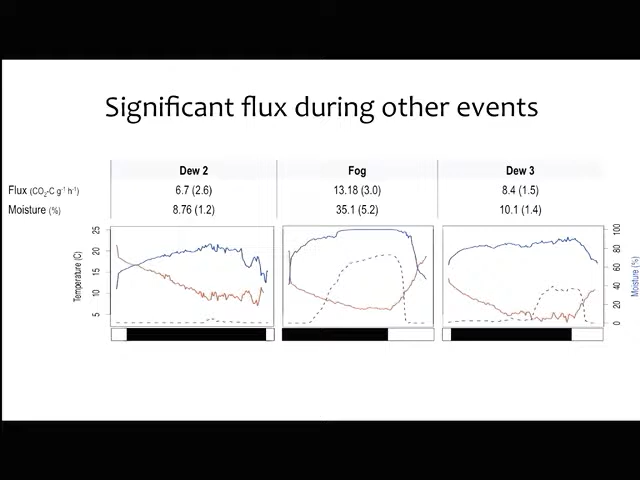 Significant flux during other events
Dew 2 Fog Dew 3
Flux (CO2-C g-1 h-1) 6.7 (2.6) 13.18 (3.0) 8.4 (1.5)
Moisture (%) 8.76 (1.2) 35.1 (5.2) 10.1 (1.4)
Temperature (C)
25
20
15
10
5
100
80
60
40
20
0
Moisture (%)